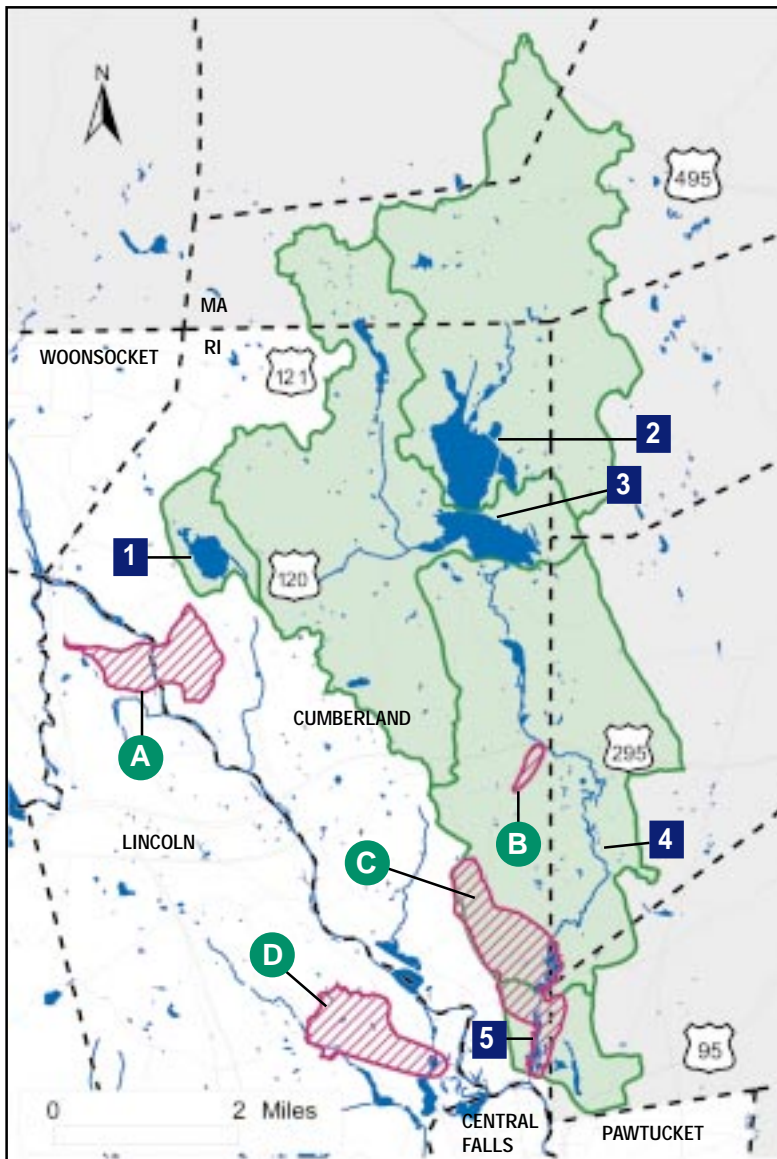 N
495
MA
WOONSOCKET
RI
121
2
3
1
120
CUMBERLAND
A
295
B
LINCOLN
4
C
D
5
95
0 2 Miles
CENTRAL
FALLS
PAWTUCKET